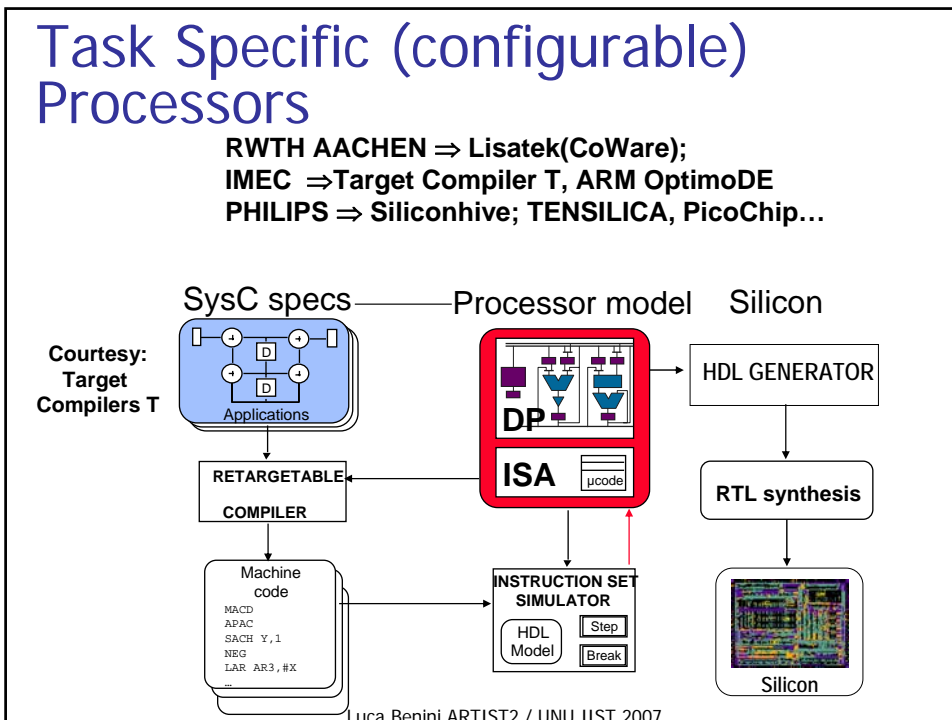 Task Specific (configurable)
Processors
RWTH AACHEN ⇒ Lisatek(CoWare);
IMEC ⇒Target Compiler T, ARM OptimoDE
PHILIPS ⇒ Siliconhive; TENSILICA, PicoChip…
SysC specs
Processor model
Silicon
Courtesy:
Target
Compilers T
D
D
Applications
DP
ISA
µcode
HDL GENERATOR
RETARGETABLE
COMPILER
RTL synthesis
Machine
code
MACD
APAC
SACH Y,1
NEG
LAR AR3,#X
…
INSTRUCTION SET
SIMULATOR
HDL
Model
Step
Break
Silicon
Luca Benini ARTIST2 / UNU IIST 2007